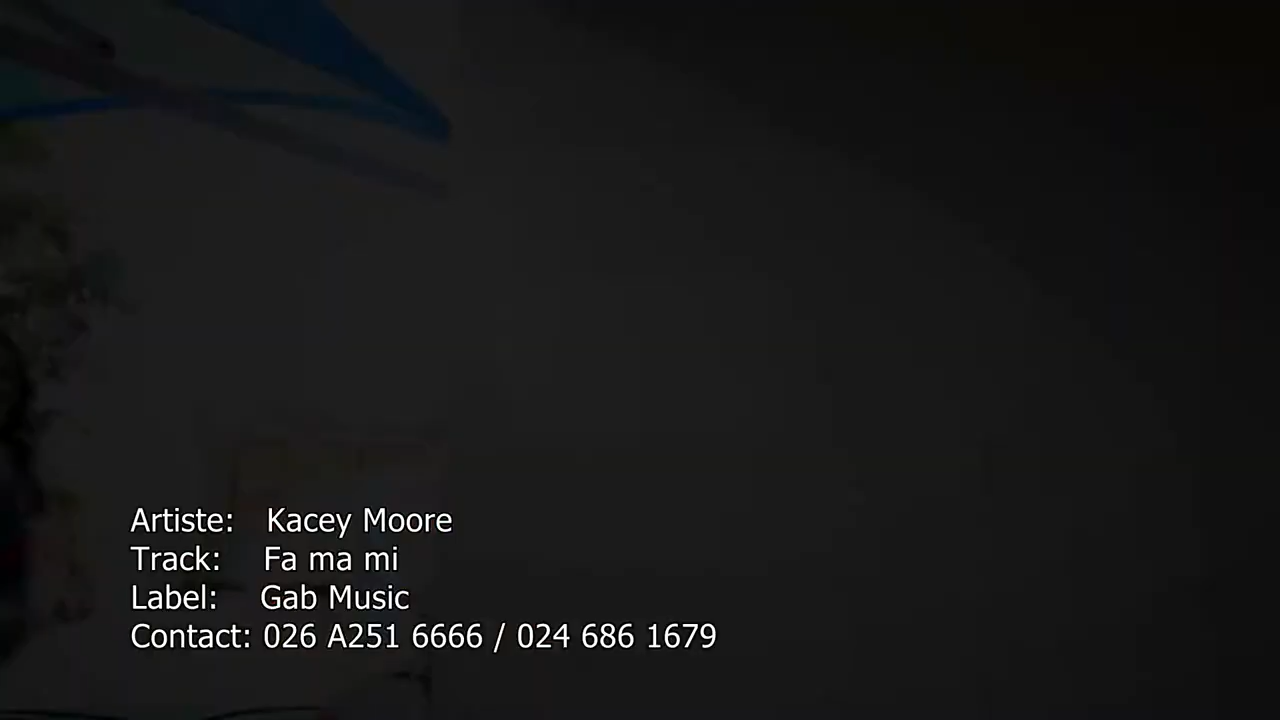 Artiste: Kacey Moore
Track: Fa ma mi
Label: Gab Music
Contact: 026 A251 6666 / 024 686 1679